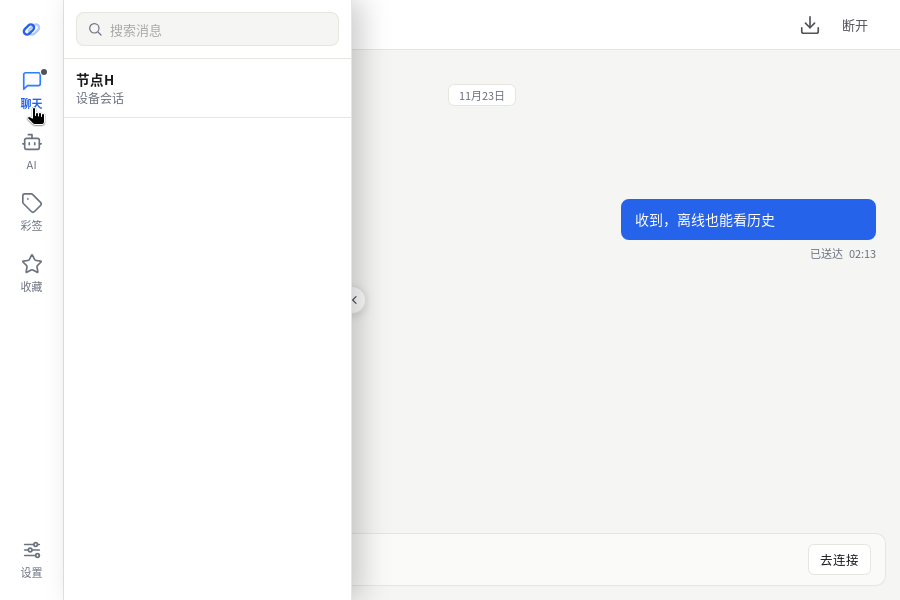 聊天
AI
彩签
收藏
设置
搜索消息
节点H
设备会话
断开
11月23日
收到，离线也能看历史
已送达 02:13
去连接